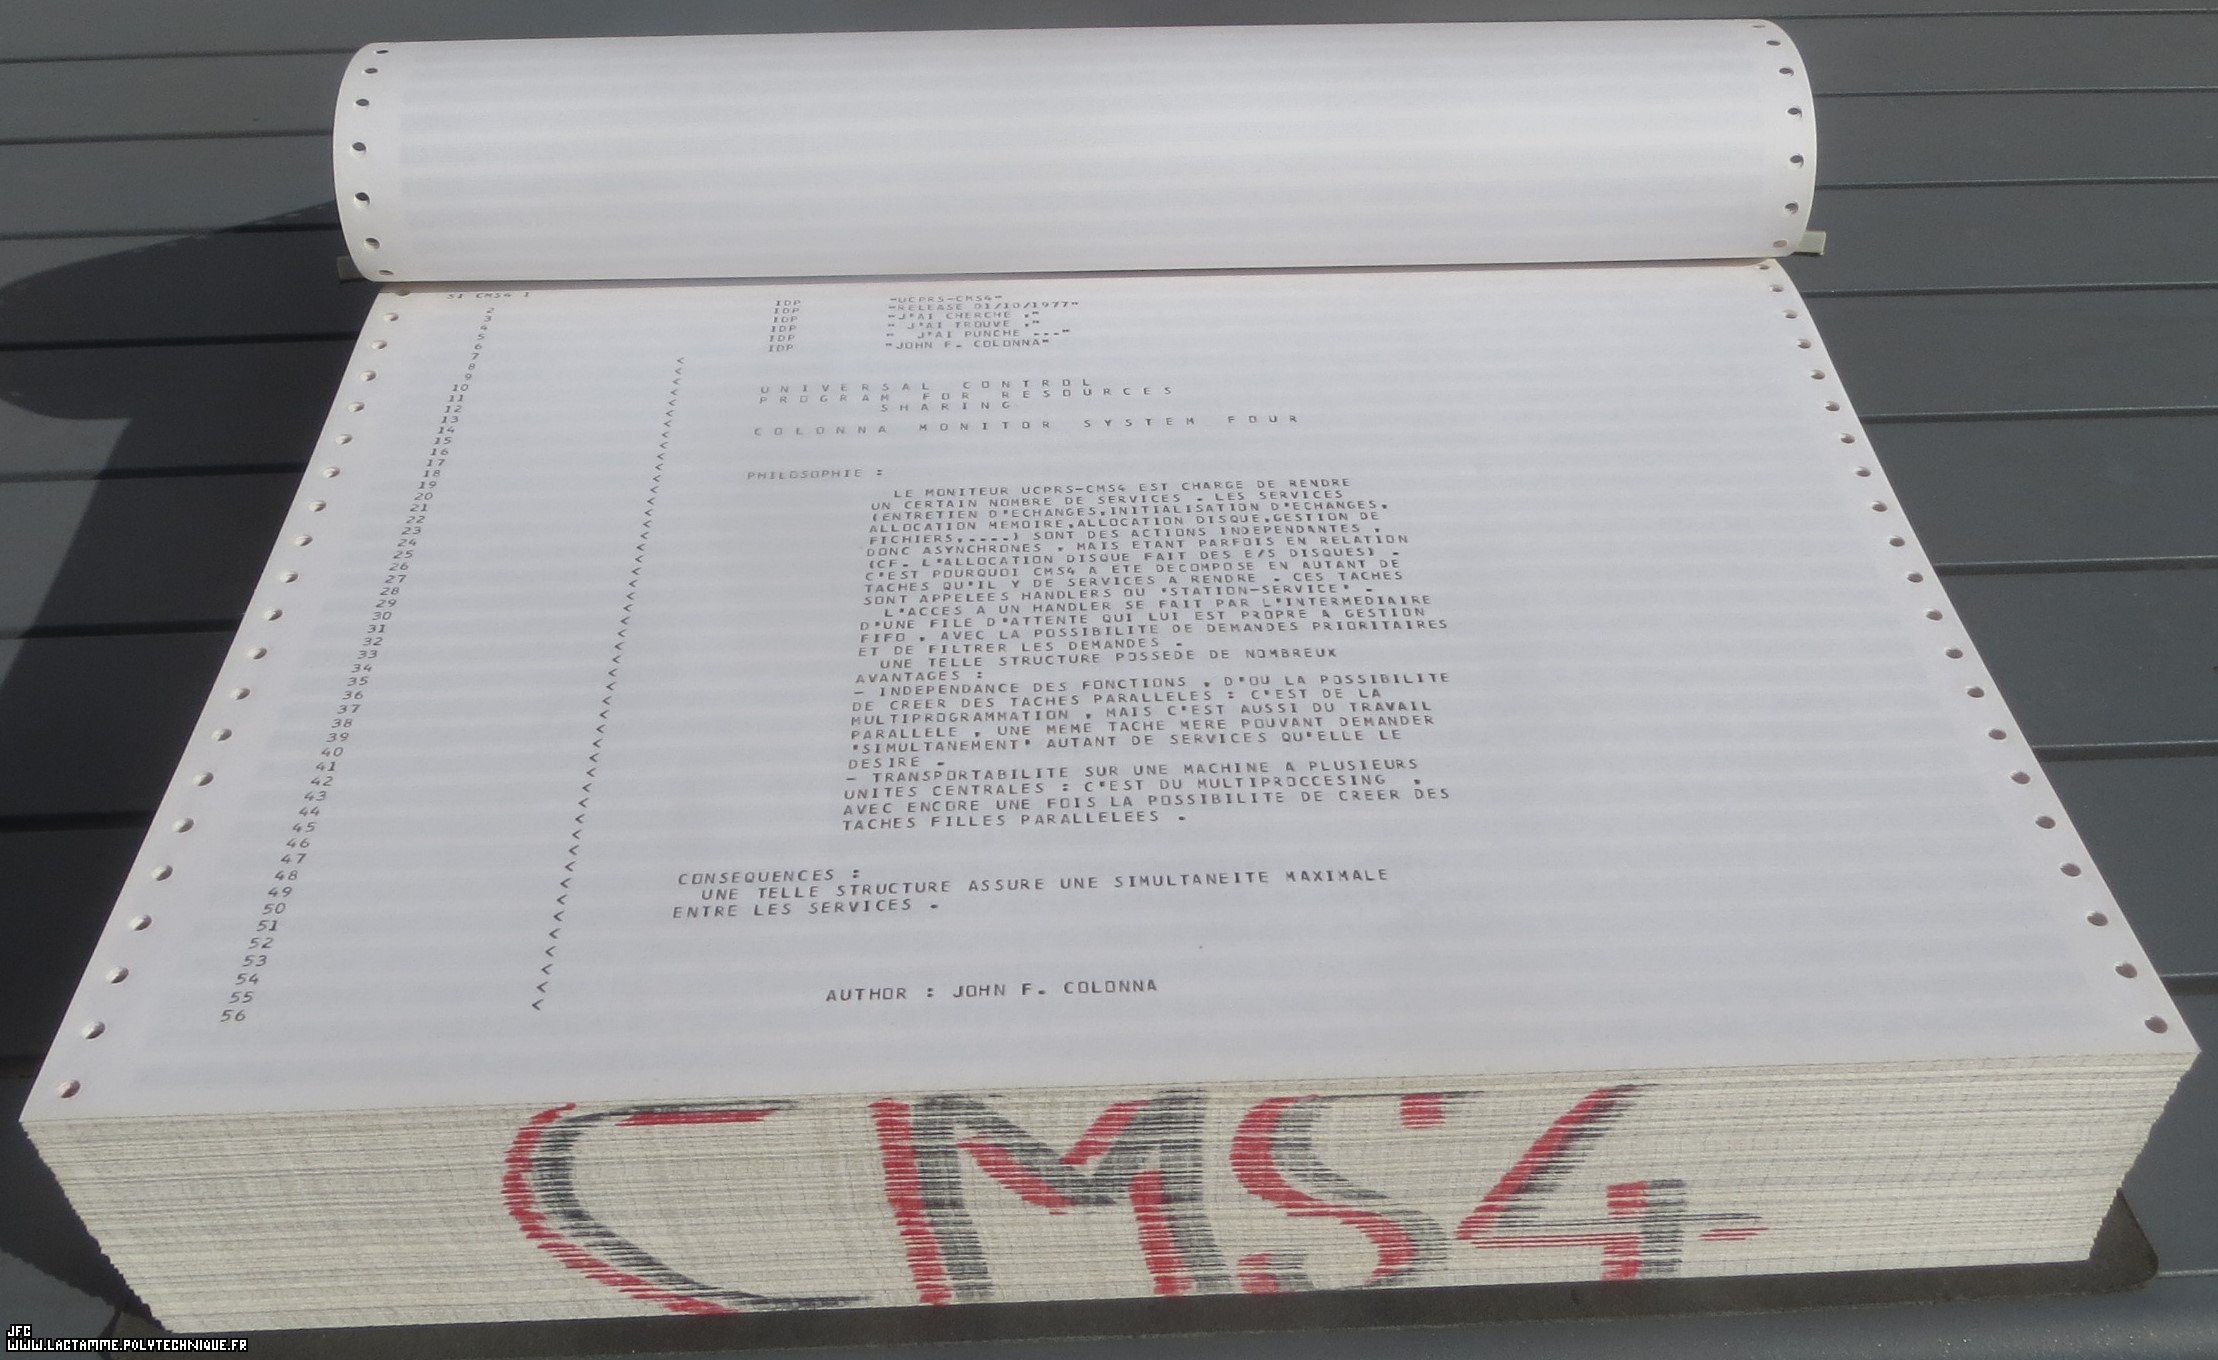 SI CMS4 1
2 IDP "UCPRS-CMS4"
3 IDP "RELEASE 01/10/1977"
4 IDP "J'AI CHERCHE ,"
5 IDP " J'AI TROUVE ,"
6 IDP "  J'AI PUNCHE ---"
7 IDP "JOHN F. COLONNA"
8 <
9 <
10 < U N I V E R S A L   C O N T R O L
11 < P R O G R A M   F O R   R E S O U R C E S
12 < S H A R I N G
13 <
14 < C O L O N N A   M O N I T O R   S Y S T E M   F O U R
15 <
16 <
17 <
18 < PHILOSOPHIE :
19 < LE MONITEUR UCPRS-CMS4 EST CHARGE DE RENDRE
20 < UN CERTAIN NOMBRE DE SERVICES . LES SERVICES
21 < (ENTRETIEN D'ECHANGES,INITIALISATION D'ECHANGES,
22 < ALLOCATION MEMOIRE,ALLOCATION DISQUE,GESTION DE
23 < FICHIERS,....) SONT DES ACTIONS INDEPENDANTES ,
24 < DONC ASYNCHRONES , MAIS ETANT PARFOIS EN RELATION
25 < (CF. L'ALLOCATION DISQUE FAIT DES E/S DISQUES) .
26 < C'EST POURQUOI CMS4 A ETE DECOMPOSE EN AUTANT DE
27 < TACHES QU'IL Y DE SERVICES A RENDRE . CES TACHES
28 < SONT APPELEES HANDLERS OU 'STATION-SERVICE' .
29 < L'ACCES A UN HANDLER SE FAIT PAR L'INTERMEDIAIRE
30 < D'UNE FILE D'ATTENTE QUI LUI EST PROPRE A GESTION
31 < FIFO , AVEC LA POSSIBILITE DE DEMANDES PRIORITAIRES
32 < ET DE FILTRER LES DEMANDES .
33 < UNE TELLE STRUCTURE POSSEDE DE NOMBREUX
34 < AVANTAGES :
35 < - INDEPENDANCE DES FONCTIONS , D'OU LA POSSIBILITE
36 < DE CREER DES TACHES PARALLELES : C'EST DE LA
37 < MULTIPROGRAMMATION , MAIS C'EST AUSSI DU TRAVAIL
38 < PARALLELE , UNE MEME TACHE MERE POUVANT DEMANDER
39 < 'SIMULTANEMENT' AUTANT DE SERVICES QU'ELLE LE
40 < DESIRE .
41 < - TRANSPORTABILITE SUR UNE MACHINE A PLUSIEURS
42 < UNITES CENTRALES : C'EST DU MULTIPROCCESING ,
43 < AVEC ENCORE UNE FOIS LA POSSIBILITE DE CREER DES
44 < TACHES FILLES PARALLELEES .
45 <
46 <
47 < CONSEQUENCES :
48 < UNE TELLE STRUCTURE ASSURE UNE SIMULTANEITE MAXIMALE
49 < ENTRE LES SERVICES .
50 <
51 <
52 <
53 <
54 < AUTHOR : JOHN F. COLONNA
55 <
56 <
CMS4
JFC
WWW.LACTAMME.POLYTECHNIQUE.FR